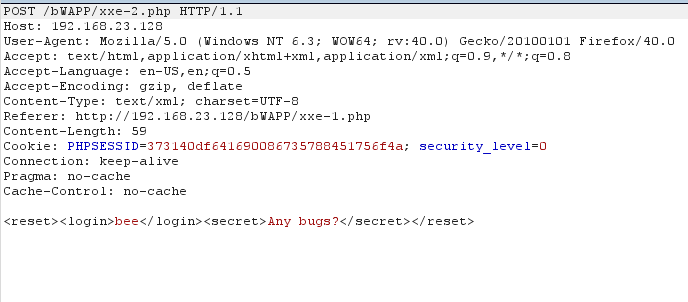 POST /bWAPP/xxe-2.php HTTP/1.1
Host: 192.168.23.128
User-Agent: Mozilla/5.0 (Windows NT 6.3; WOW64; rv:40.0) Gecko/20100101 Firefox/40.0
Accept: text/html,application/xhtml+xml,application/xml;q=0.9,*/*;q=0.8
Accept-Language: en-US,en;q=0.5
Accept-Encoding: gzip, deflate
Content-Type: text/xml; charset=UTF-8
Referer: http://192.168.23.128/bWAPP/xxe-1.php
Content-Length: 59
Cookie: PHPSESSID=373140df641690086735788451756f4a; security_level=0
Connection: keep-alive
Pragma: no-cache
Cache-Control: no-cache
<reset><login>bee</login><secret>Any bugs?</secret></reset>